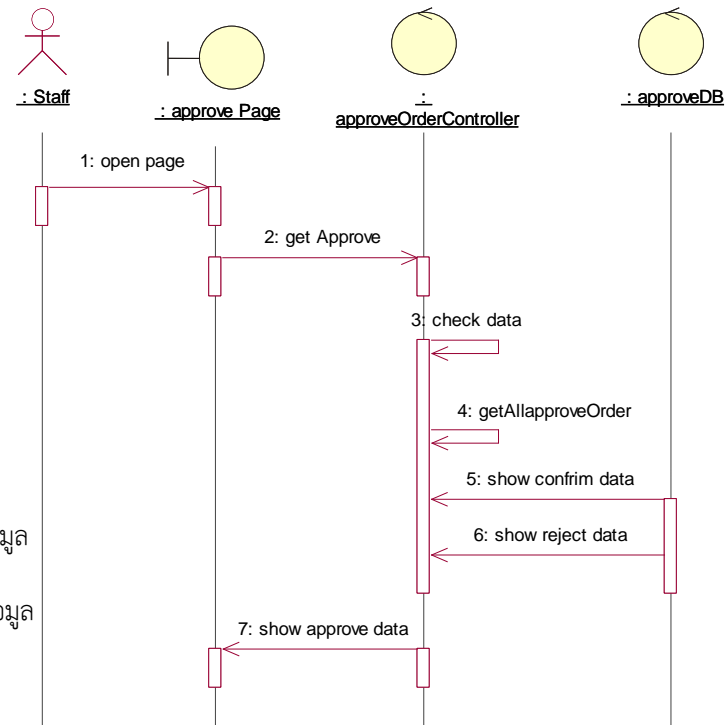 : Staff
: approve Page
:
approveOrderController
: approveDB
1: open page
2: get Approve
3: check data
4: getAllapproveOrder
5: show confrim data
6: show reject data
7: show approve data